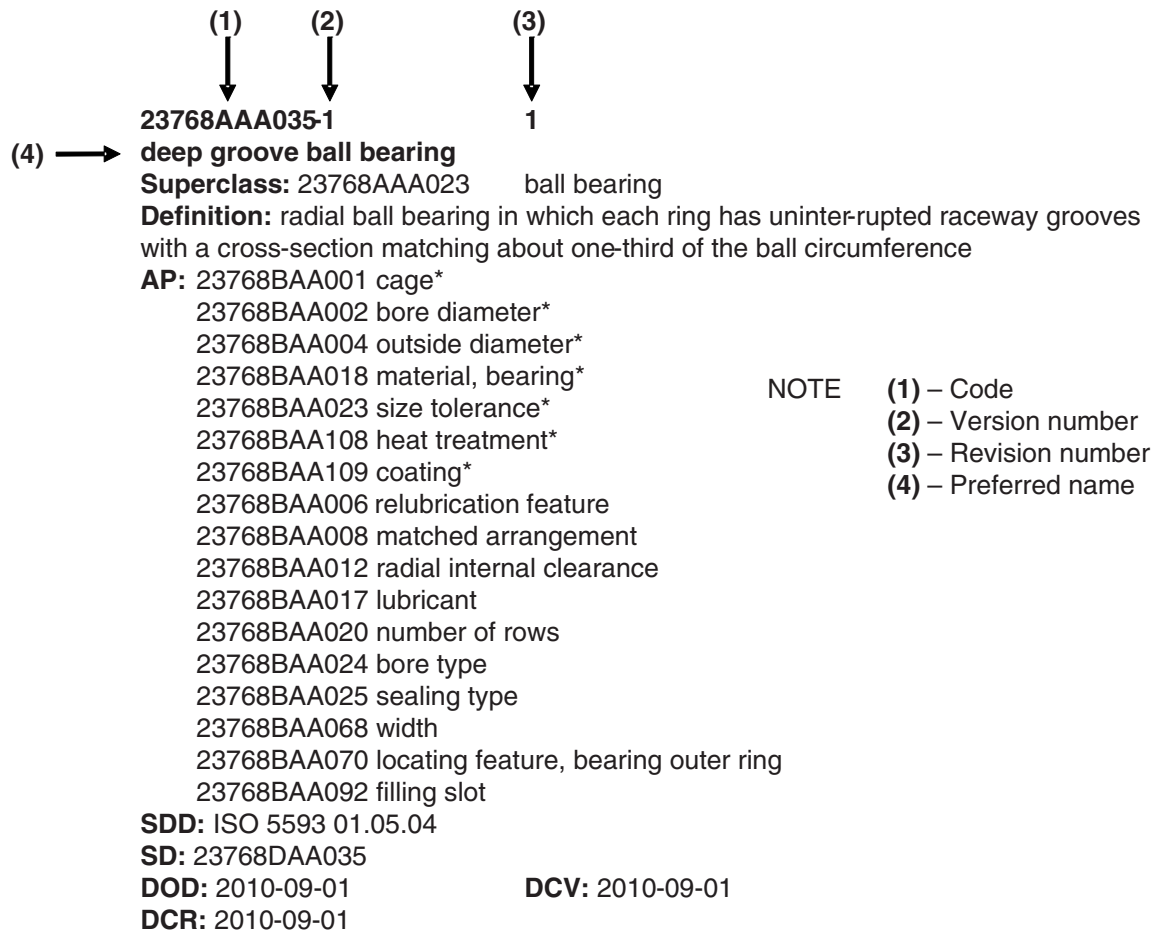 (1) (2) (3)
23768AAA035-1 1
(4) deep groove ball bearing
Superclass: 23768AAA023 ball bearing
Definition: radial ball bearing in which each ring has uninter-rupted raceway grooves
with a cross-section matching about one-third of the ball circumference
AP: 23768BAA001 cage*
23768BAA002 bore diameter*
23768BAA004 outside diameter*
23768BAA018 material, bearing*
23768BAA023 size tolerance*
23768BAA108 heat treatment*
23768BAA109 coating*
23768BAA006 relubrication feature
23768BAA008 matched arrangement
23768BAA012 radial internal clearance
23768BAA017 lubricant
23768BAA020 number of rows
23768BAA024 bore type
23768BAA025 sealing type
23768BAA068 width
23768BAA070 locating feature, bearing outer ring
23768BAA092 filling slot
SDD: ISO 5593 01.05.04
SD: 23768DAA035
DOD: 2010-09-01 DCV: 2010-09-01
DCR: 2010-09-01
NOTE (1) – Code
(2) – Version number
(3) – Revision number
(4) – Preferred name